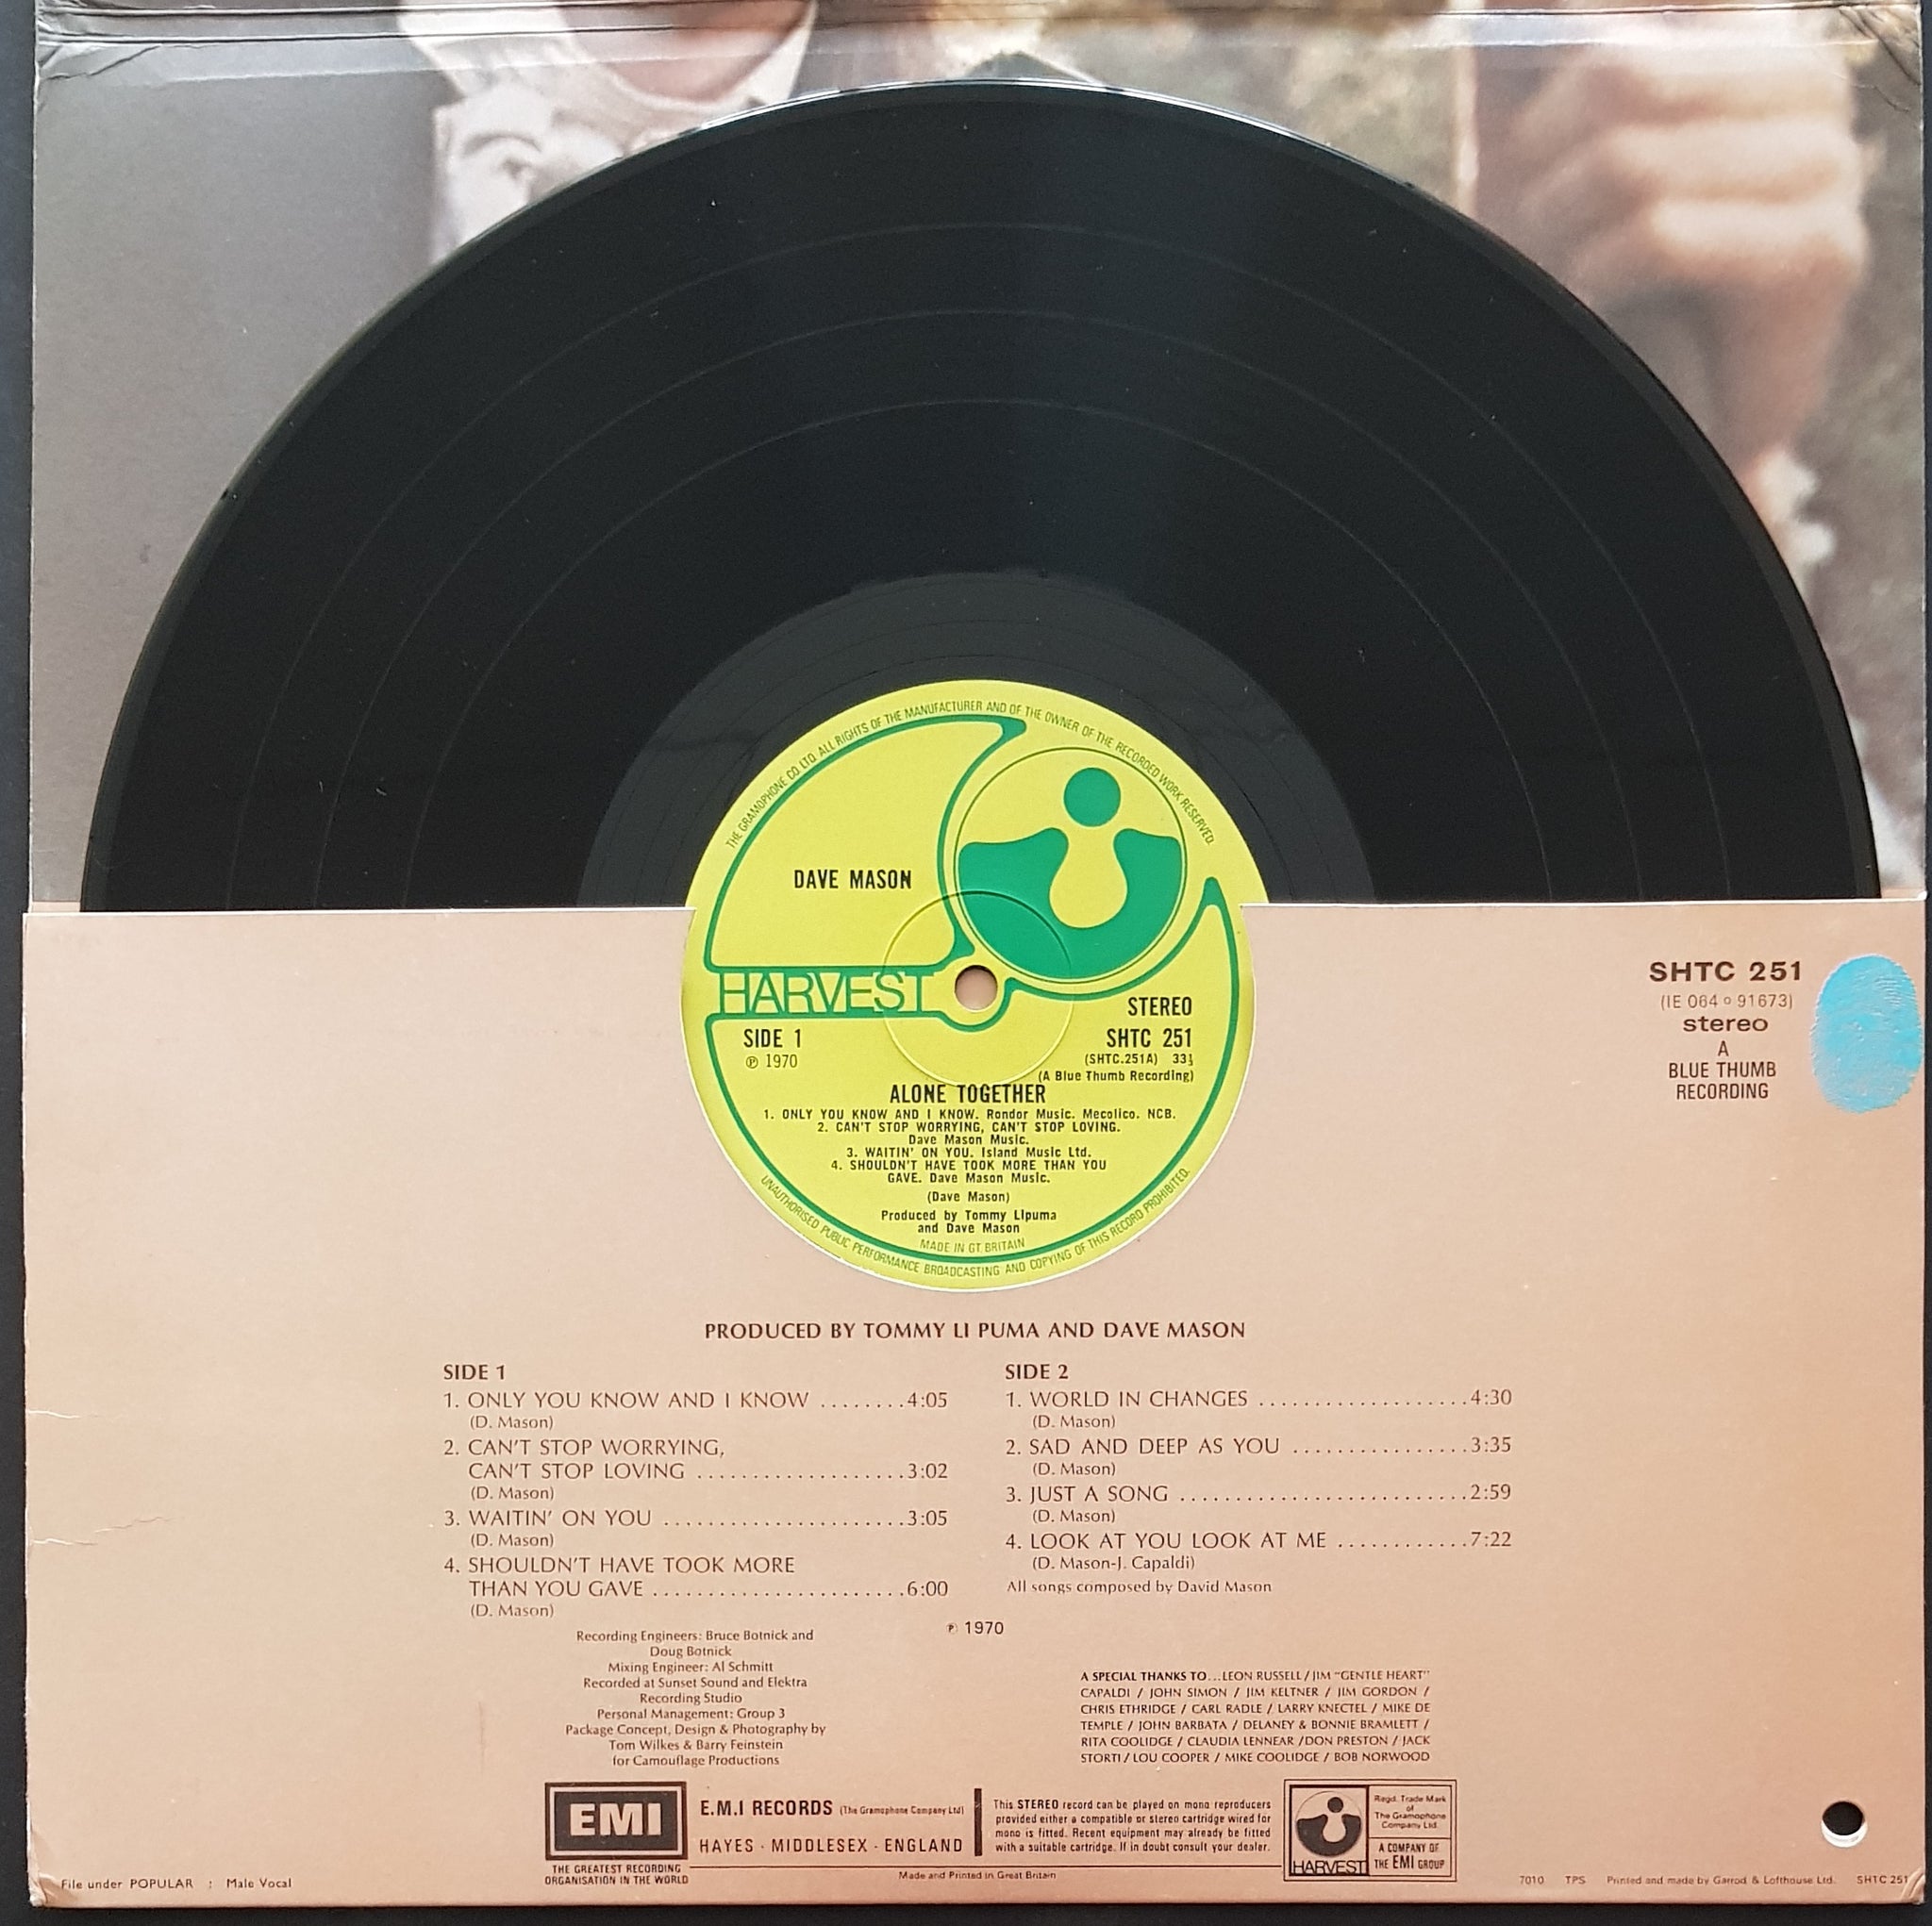 THE GRAMOPHONE CO LTD. ALL RIGHTS OF THE MANUFACTURER AND OF THE OWNER OF THE RECORDED WORK RESERVED.
DAVE MASON
HARVEST
STEREO
SIDE 1
SHTC 251
℗ 1970
(SHTC.251A) 33⅓
(A Blue Thumb Recording)
ALONE TOGETHER
1. ONLY YOU KNOW AND I KNOW. Rondor Music. Mecolico. NCB.
2. CAN'T STOP WORRYING, CAN'T STOP LOVING.
Dave Mason Music.
3. WAITIN' ON YOU. Island Music Ltd.
4. SHOULDN'T HAVE TOOK MORE THAN YOU
GAVE. Dave Mason Music.
(Dave Mason)
Produced by Tommy Lipuma
and Dave Mason
MADE IN GT. BRITAIN
UNAUTHORISED PUBLIC PERFORMANCE BROADCASTING AND COPYING OF THIS RECORD PROHIBITED.
SHTC 251
(IE 064 ○ 91673)
stereo
A
BLUE THUMB
RECORDING
PRODUCED BY TOMMY LI PUMA AND DAVE MASON
SIDE 1
1. ONLY YOU KNOW AND I KNOW ........4:05
(D. Mason)
2. CAN'T STOP WORRYING,
CAN'T STOP LOVING ....................3:02
(D. Mason)
3. WAITIN' ON YOU .......................3:05
(D. Mason)
4. SHOULDN'T HAVE TOOK MORE
THAN YOU GAVE ........................6:00
(D. Mason)
SIDE 2
1. WORLD IN CHANGES ....................4:30
(D. Mason)
2. SAD AND DEEP AS YOU .................3:35
(D. Mason)
3. JUST A SONG ...........................2:59
(D. Mason)
4. LOOK AT YOU LOOK AT ME ............7:22
(D. Mason-J. Capaldi)
All songs composed by David Mason
℗ 1970
Recording Engineers: Bruce Botnick and
Doug Botnick
Mixing Engineer: Al Schmitt
Recorded at Sunset Sound and Elektra
Recording Studio
Personal Management: Group 3
Package Concept, Design & Photography by
Tom Wilkes & Barry Feinstein
for Camouflage Productions
A SPECIAL THANKS TO...LEON RUSSELL / JIM "GENTLE HEART"
CAPALDI / JOHN SIMON / JIM KELTNER / JIM GORDON /
CHRIS ETHRIDGE / CARL RADLE / LARRY KNECTEL / MIKE DE
TEMPLE / JOHN BARBATA / DELANEY & BONNIE BRAMLETT /
RITA COOLIDGE / CLAUDIA LENNEAR /DON PRESTON / JACK
STORTI / LOU COOPER / MIKE COOLIDGE / BOB NORWOOD
EMI
THE GREATEST RECORDING
ORGANISATION IN THE WORLD
E.M.I RECORDS (The Gramophone Company Ltd)
HAYES · MIDDLESEX · ENGLAND
This STEREO record can be played on mono reproducers
provided either a compatible or stereo cartridge wired for
mono is fitted. Recent equipment may already be fitted
with a suitable cartridge. If in doubt consult your dealer.
Made and Printed in Great Britain
HARVEST
Regd. Trade Mark
of
The Gramophone
Company Ltd.
A COMPANY OF
THE EMI GROUP
File under POPULAR : Male Vocal
7010 TPS Printed and made by Garrod & Lofthouse Ltd. SHTC 251